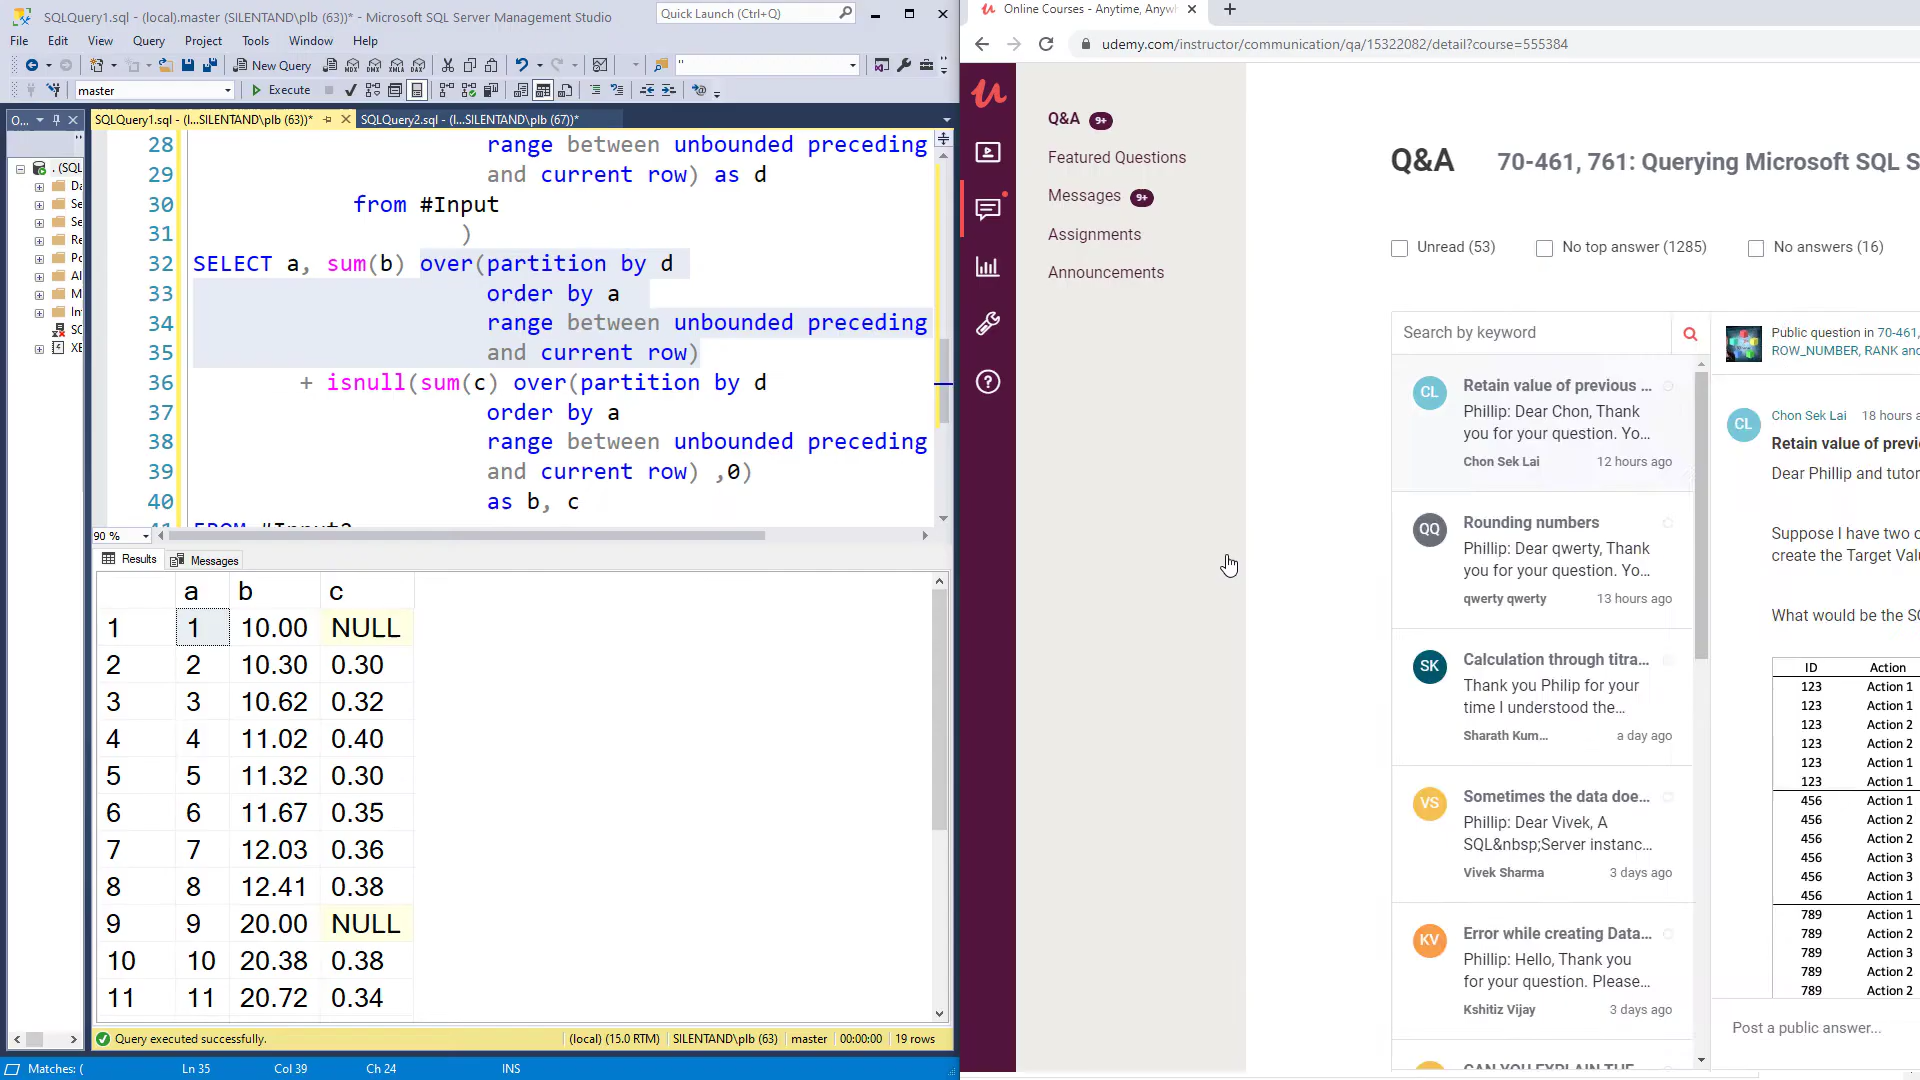 SQLQuery1.sql - (local).master (SILENTAND\plb (63))* - Microsoft SQL Server Management Studio
Quick Launch (Ctrl+Q)
File Edit View Query Project Tools Window Help
New Query
master
Execute
O...
SQLQuery1.sql - (l...SILENTAND\plb (63))*
SQLQuery2.sql - (l...SILENTAND\plb (67))*
. (SQL
Da
Se
Se
Re
Po
Al
M
Int
SC
XE
28 range between unbounded preceding
29 and current row) as d
30 from #Input
31 )
32 SELECT a, sum(b) over(partition by d
33 order by a
34 range between unbounded preceding
35 and current row)
36 + isnull(sum(c) over(partition by d
37 order by a
38 range between unbounded preceding
39 and current row) ,0)
40 as b, c
90 %
Results Messages
a b c
1 1 10.00 NULL
2 2 10.30 0.30
3 3 10.62 0.32
4 4 11.02 0.40
5 5 11.32 0.30
6 6 11.67 0.35
7 7 12.03 0.36
8 8 12.41 0.38
9 9 20.00 NULL
10 10 20.38 0.38
11 11 20.72 0.34
Query executed successfully.
(local) (15.0 RTM) SILENTAND\plb (63) master 00:00:00 19 rows
Matches: ( Ln 35 Col 39 Ch 24 INS
Online Courses - Anytime, Anyw
udemy.com/instructor/communication/qa/15322082/detail?course=555384
Q&A 9+
Featured Questions
Messages 9+
Assignments
Announcements
Q&A 70-461, 761: Querying Microsoft SQL S
Unread (53) No top answer (1285) No answers (16)
Search by keyword
CL
Retain value of previous ...
Phillip: Dear Chon, Thank
you for your question. Yo...
Chon Sek Lai 12 hours ago
QQ
Rounding numbers
Phillip: Dear qwerty, Thank
you for your question. Yo...
qwerty qwerty 13 hours ago
SK
Calculation through titra...
Thank you Philip for your
time I understood the...
Sharath Kum... a day ago
VS
Sometimes the data doe...
Phillip: Dear Vivek, A
SQL&nbsp;Server instanc...
Vivek Sharma 3 days ago
KV
Error while creating Data...
Phillip: Hello, Thank you
for your question. Please...
Kshitiz Vijay 3 days ago
Public question in 70-461,
ROW_NUMBER, RANK and
CL
Chon Sek Lai 18 hours a
Retain value of previ
Dear Phillip and tutor
Suppose I have two c
create the Target Valu
What would be the SQ
ID Action
123 Action 1
123 Action 1
123 Action 2
123 Action 2
123 Action 1
123 Action 1
456 Action 1
456 Action 2
456 Action 2
456 Action 3
456 Action 3
456 Action 1
789 Action 1
789 Action 2
789 Action 3
789 Action 2
789 Action 2
Post a public answer...